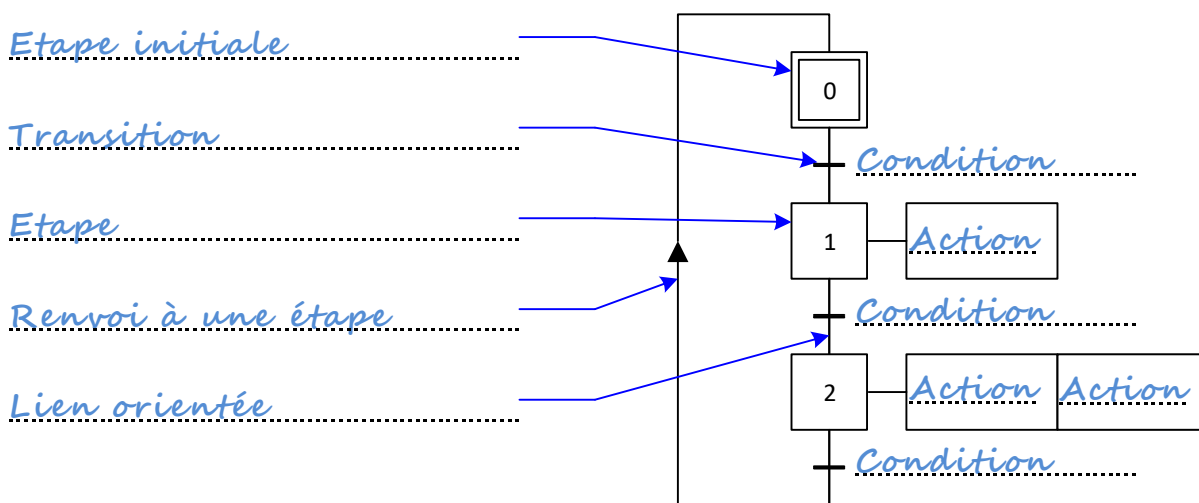 Etape initiale
0
Transition
Condition
Etape
1
Action
Renvoi à une étape
Condition
Lien orientée
2
Action
Action
Condition